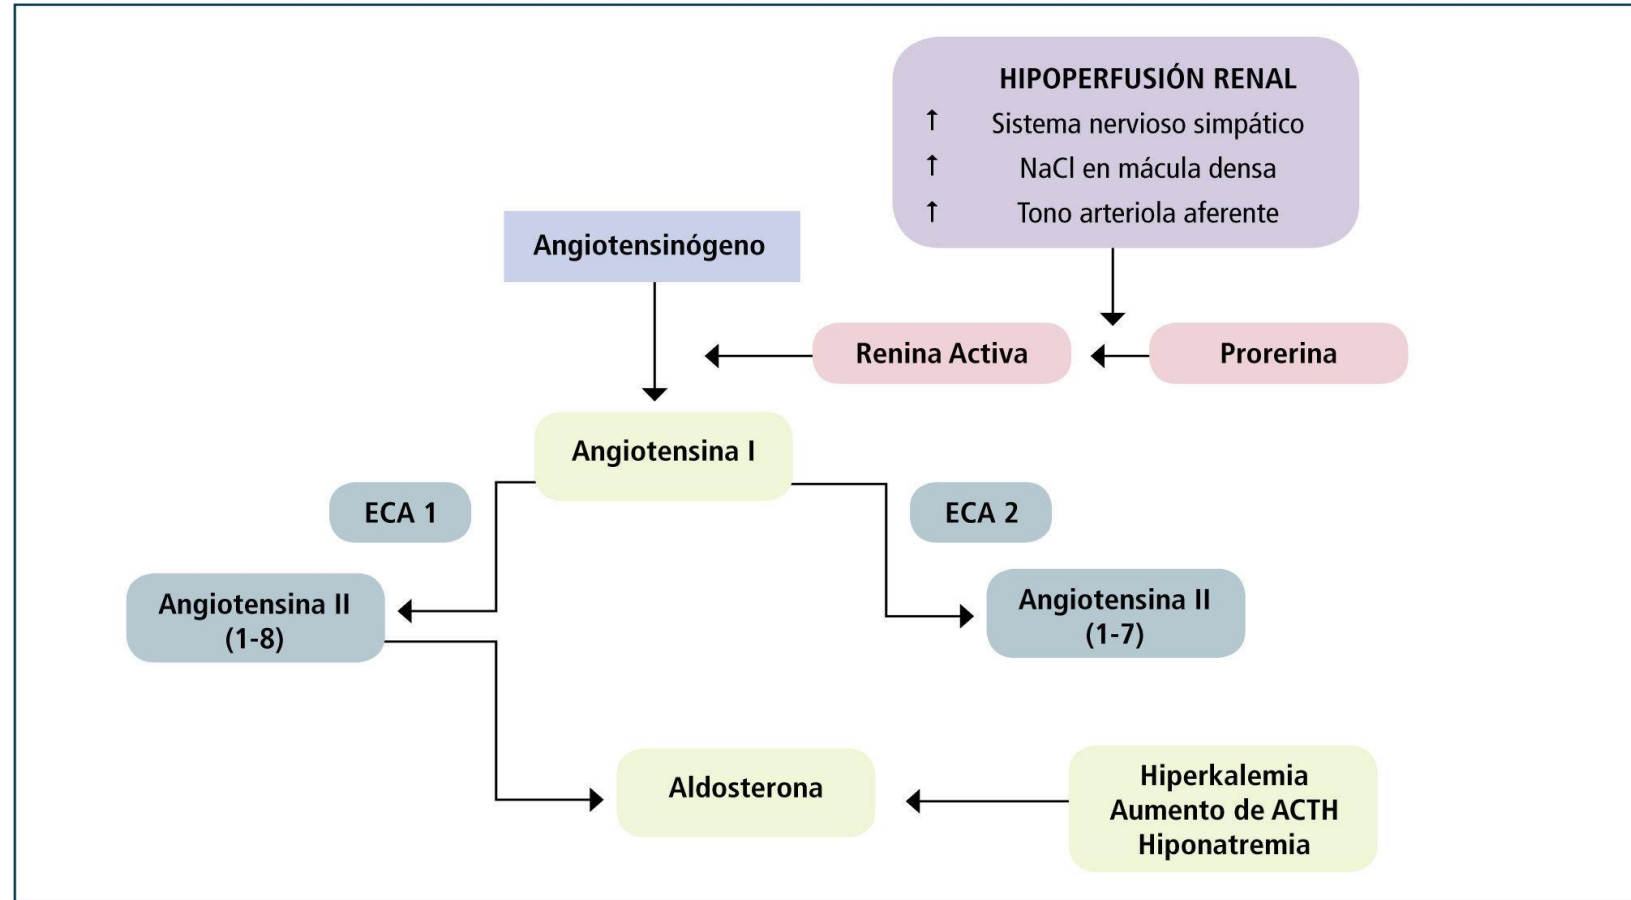 HIPOPERFUSIÓN RENAL
↑ Sistema nervioso simpático
↑ NaCl en mácula densa
↑ Tono arteriola aferente
Angiotensinógeno
Renina Activa
Prorerina
Angiotensina I
ECA 1
ECA 2
Angiotensina II
(1-8)
Angiotensina II
(1-7)
Aldosterona
Hiperkalemia
Aumento de ACTH
Hiponatremia